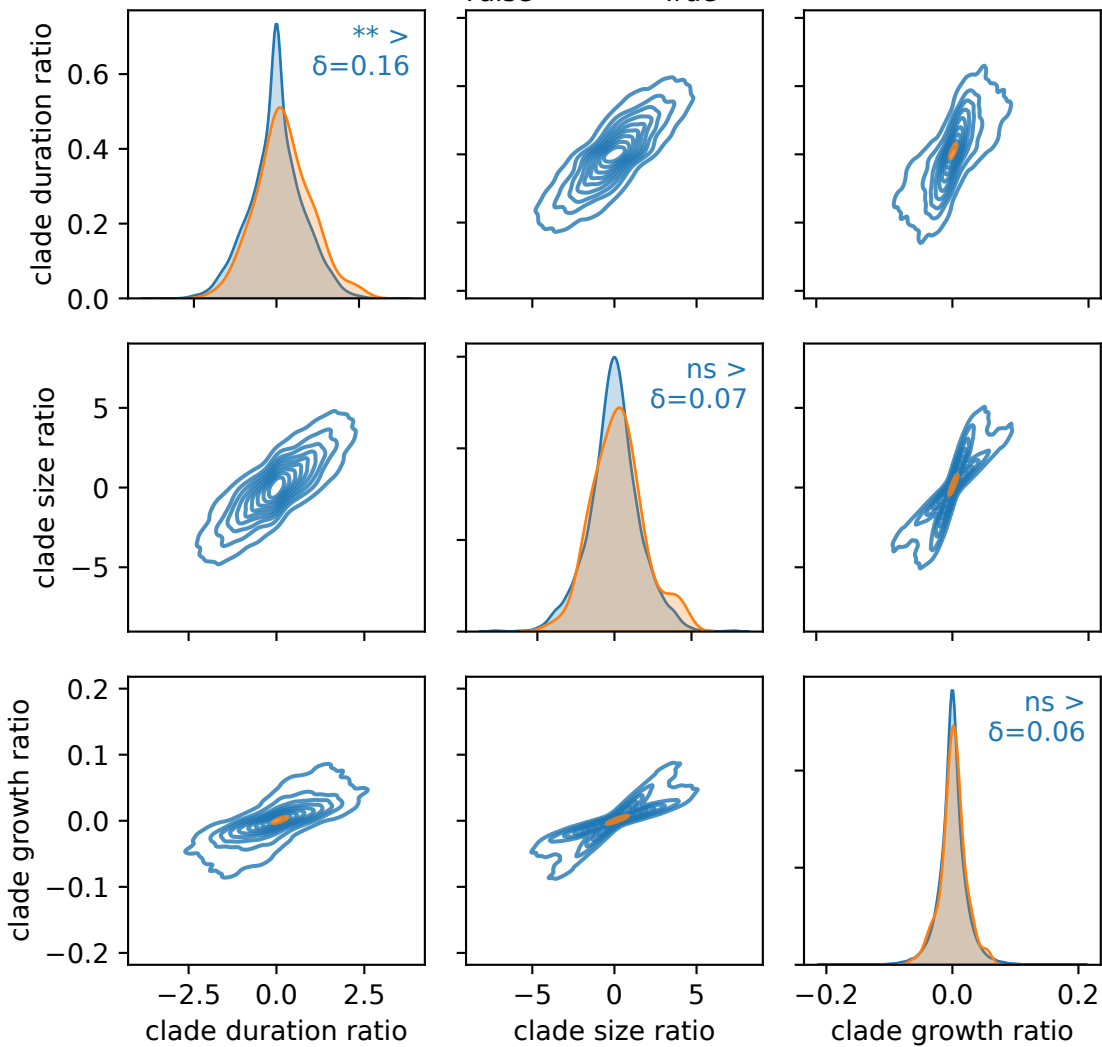 clade duration ratio
0.6
0.4
0.2
0.0
** >
δ=0.16
clade size ratio
5
0
−5
ns >
δ=0.07
clade growth ratio
0.2
0.1
0.0
−0.1
−0.2
ns >
δ=0.06
−2.5 0.0 2.5
−5 0 5
−0.2 0.0 0.2
clade duration ratio
clade size ratio
clade growth ratio